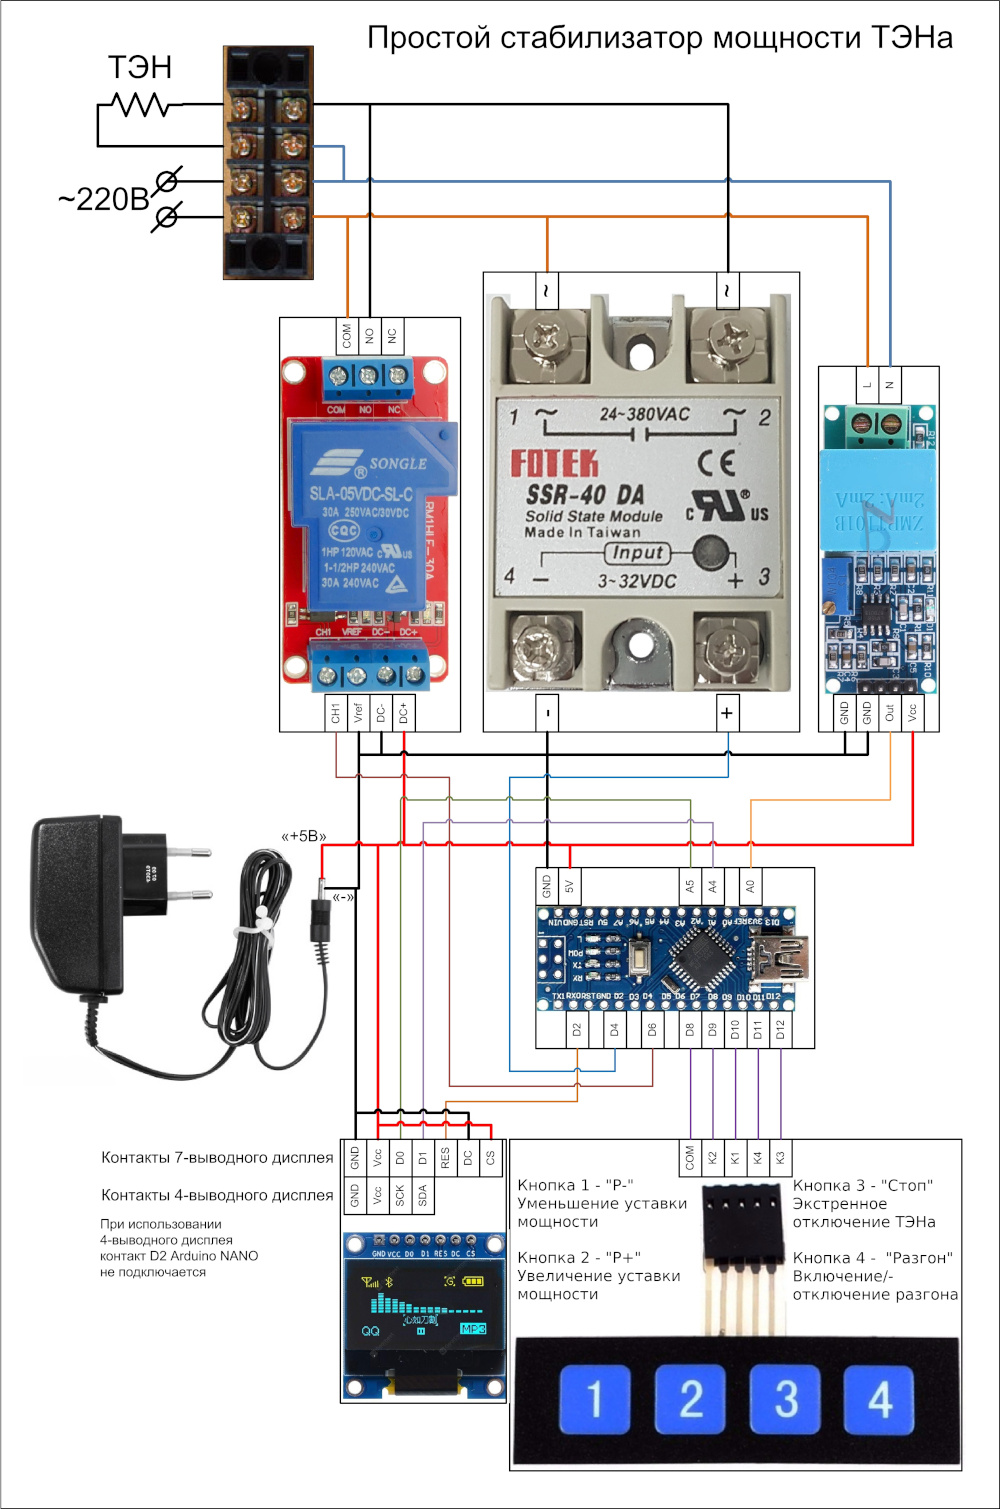 Простой стабилизатор мощности ТЭНа
ТЭН
~220В
COM
NO
NC
~
~
L
N
COM NO NC
SONGLE
SLA-05VDC-SL-C
30A 250VAC/30VDC
CQC
1HP 120VAC c UL US
1-1/2HP 240VAC
30A 240VAC
RM1HLF-30A
CH1 VREF DC- DC+
1 ~ 24~380VAC ~ 2
FOTEK
CE
SSR-40 DA
c UR US
Solid State Module
Made In Taiwan
Input
4 − 3~32VDC + 3
ZMPT101B
2mA:2mA
CH1
Vref
DC-
DC+
-
+
GND
GND
Out
Vcc
«+5В»
«-»
GND
5V
A5
A4
A0
D2
D4
D6
D8
D9
D10
D11
D12
Контакты 7-выводного дисплея
GND
Vcc
D0
D1
RES
DC
CS
Контакты 4-выводного дисплея
GND
Vcc
SCK
SDA
При использовании
4-выводного дисплея
контакт D2 Arduino NANO
не подключается
GND VCC D0 D1 RES DC CS
QQ
MP3
COM
K2
K1
K4
K3
Кнопка 1 - "P-"
Уменьшение уставки
мощности
Кнопка 2 - "P+"
Увеличение уставки
мощности
Кнопка 3 - "Стоп"
Экстренное
отключение ТЭНа
Кнопка 4 - "Разгон"
Включение/-
отключение разгона
1 2 3 4